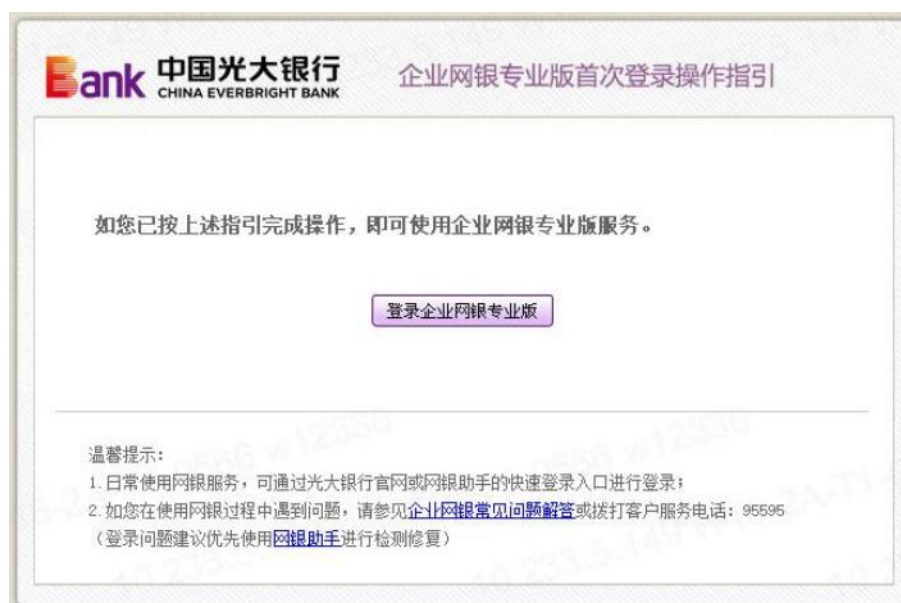 Bank 中国光大银行 企业网银专业版首次登录操作指引
CHINA EVERBRIGHT BANK
如您已按上述指引完成操作，即可使用企业网银专业版服务。
登录企业网银专业版
温馨提示：
1.日常使用网银服务，可通过光大银行官网或网银助手的快速登录入口进行登录；
2.如您在使用网银过程中遇到问题，请参见企业网银常见问题解答或拨打客户服务电话：95595
（登录问题建议优先使用网银助手进行检测修复）